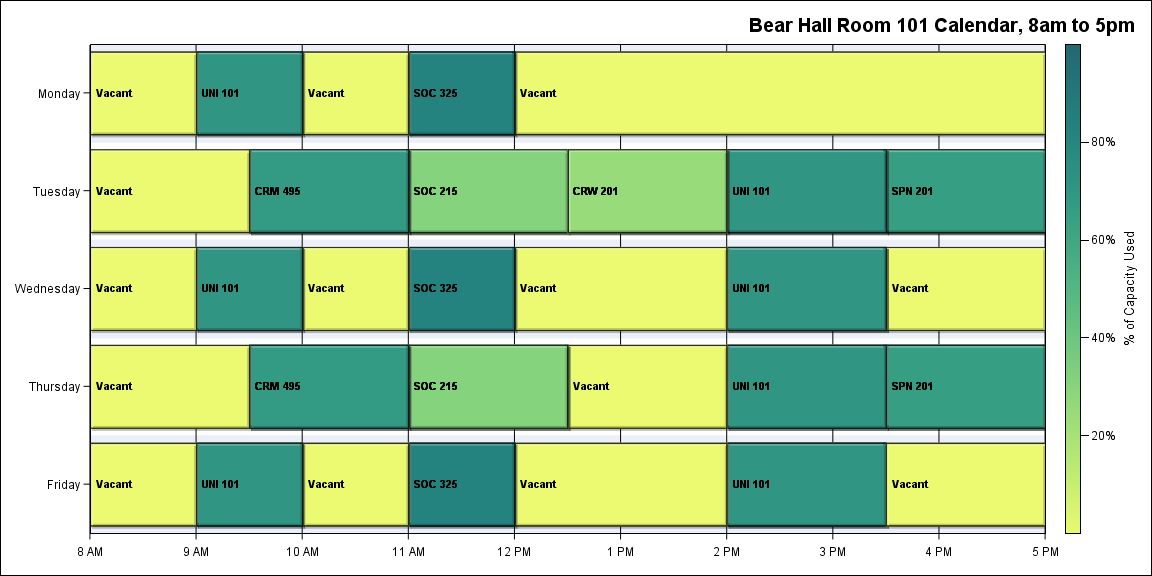 Bear Hall Room 101 Calendar, 8am to 5pm
Monday
Vacant
UNI 101
Vacant
SOC 325
Vacant
Tuesday
Vacant
CRM 495
SOC 215
CRW 201
UNI 101
SPN 201
Wednesday
Vacant
UNI 101
Vacant
SOC 325
Vacant
UNI 101
Vacant
Thursday
Vacant
CRM 495
SOC 215
Vacant
UNI 101
SPN 201
Friday
Vacant
UNI 101
Vacant
SOC 325
Vacant
UNI 101
Vacant
8 AM
9 AM
10 AM
11 AM
12 PM
1 PM
2 PM
3 PM
4 PM
5 PM
80%
60%
40%
20%
% of Capacity Used